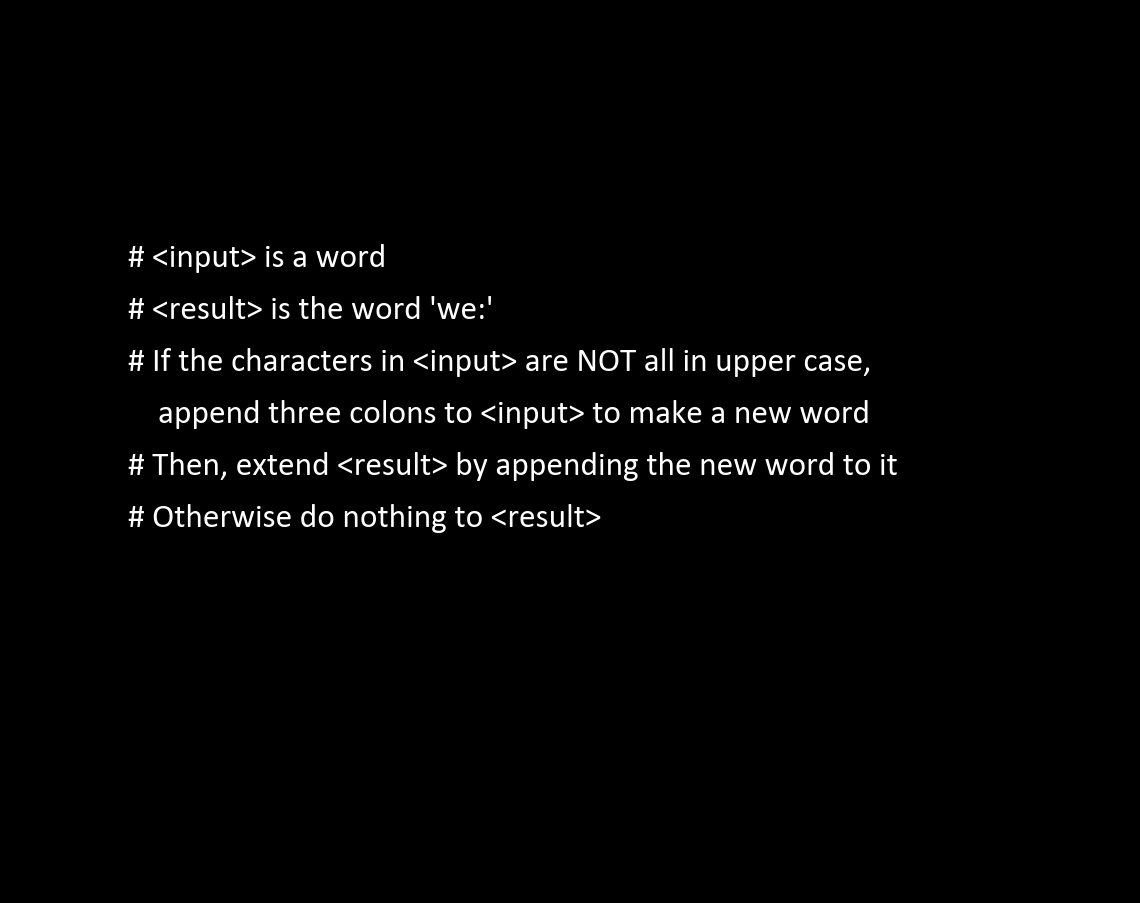 # <input> is a word
# <result> is the word 'we:'
# If the characters in <input> are NOT all in upper case,
append three colons to <input> to make a new word
# Then, extend <result> by appending the new word to it
# Otherwise do nothing to <result>